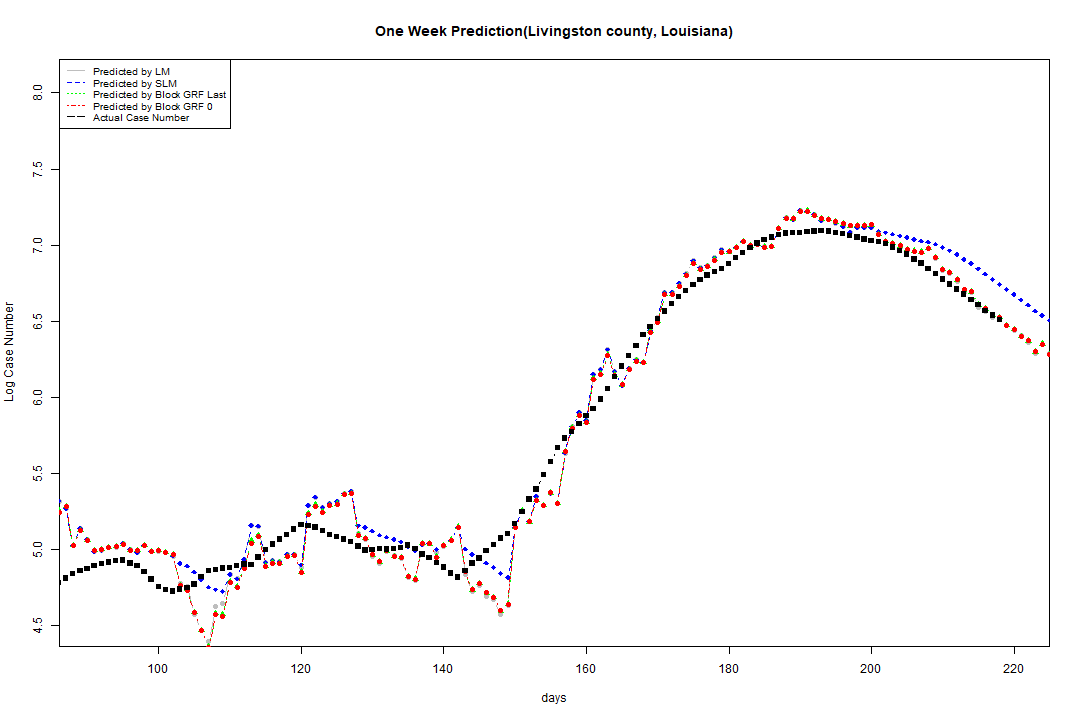 One Week Prediction(Livingston county, Louisiana)
Predicted by LM
Predicted by SLM
Predicted by Block GRF Last
Predicted by Block GRF 0
Actual Case Number
Log Case Number
8.0
7.5
7.0
6.5
6.0
5.5
5.0
4.5
100 120 140 160 180 200 220
days